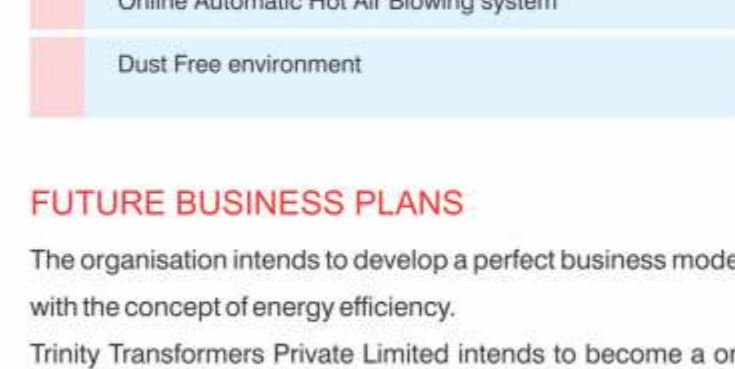 Online Automatic Hot Air Blowing system
Dust Free environment
FUTURE BUSINESS PLANS
The organisation intends to develop a perfect business mode
with the concept of energy efficiency.
Trinity Transformers Private Limited intends to become a